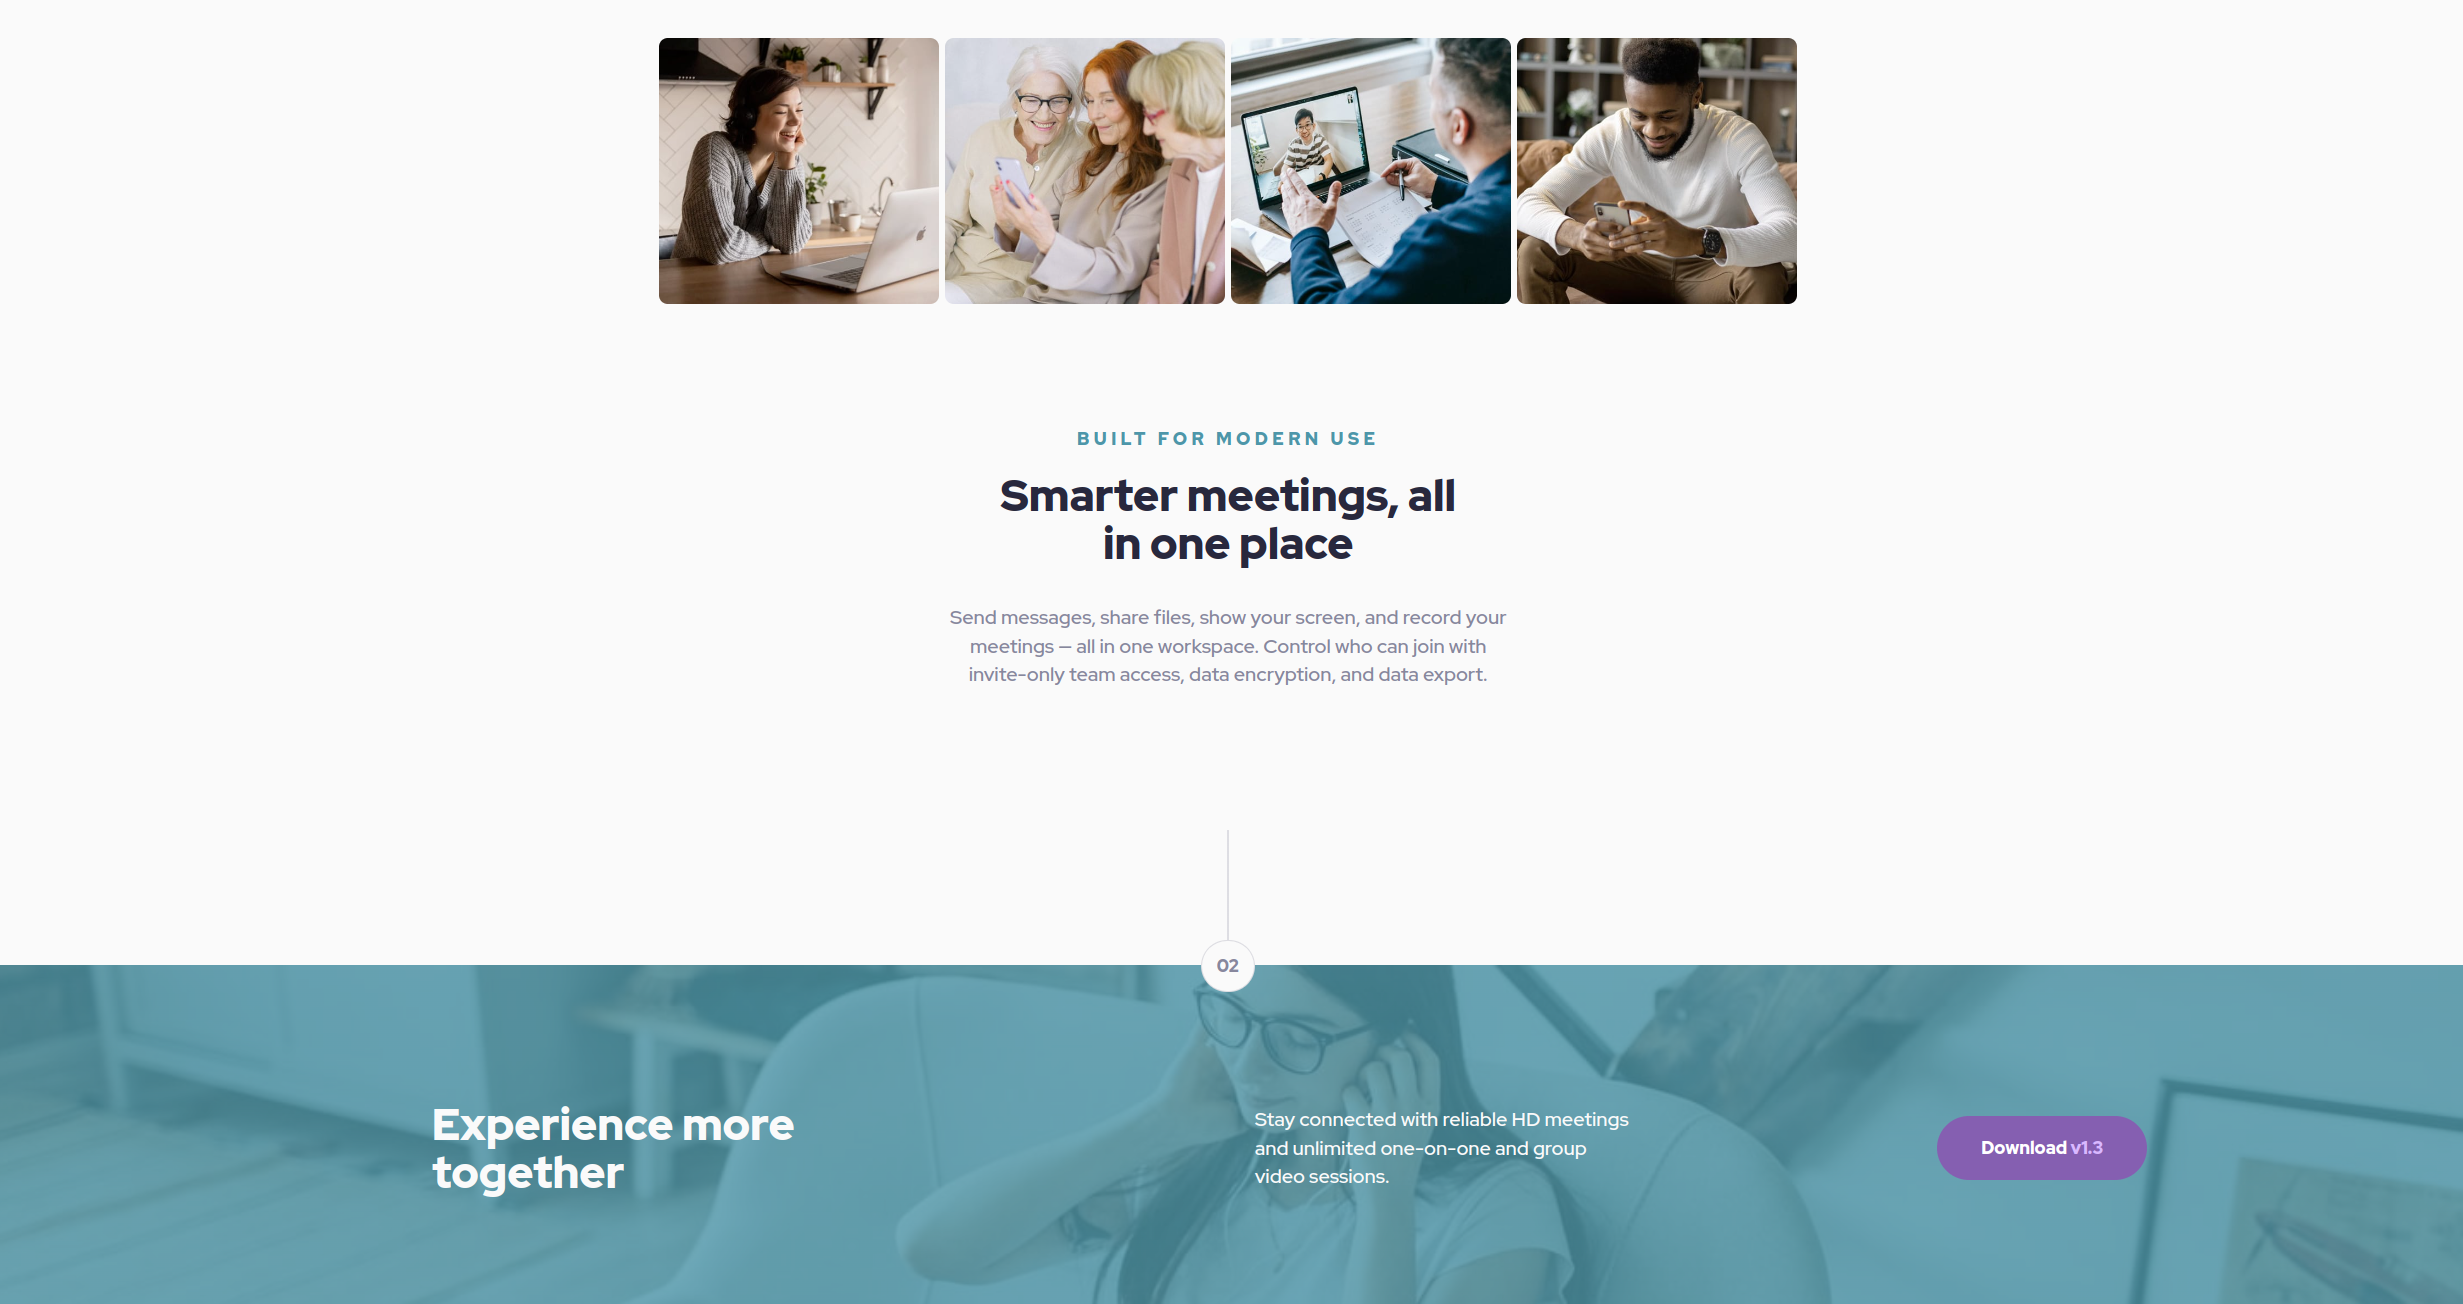 BUILT FOR MODERN USE
Smarter meetings, all
in one place
Send messages, share files, show your screen, and record your
meetings — all in one workspace. Control who can join with
invite-only team access, data encryption, and data export.
02
Experience more
together
Stay connected with reliable HD meetings
and unlimited one-on-one and group
video sessions.
Download v1.3